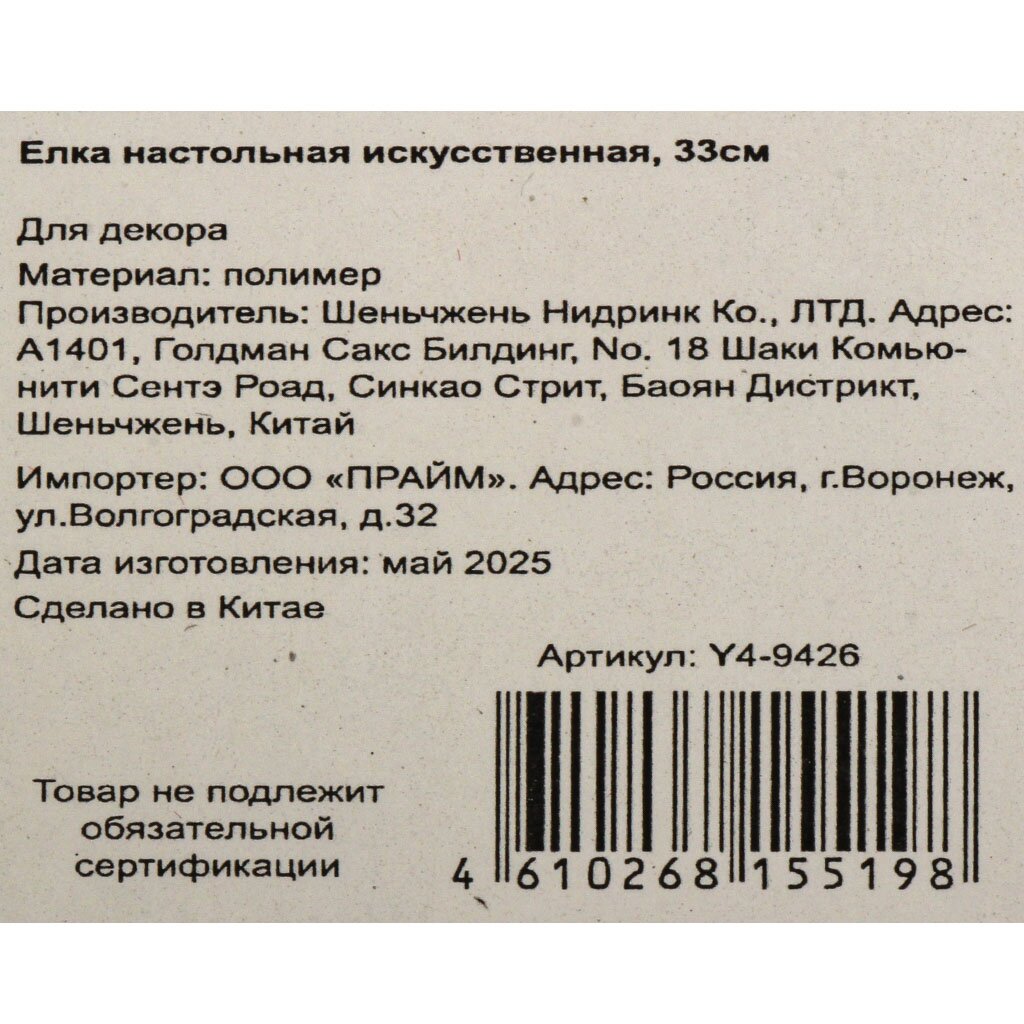 Елка настольная искусственная, 33см
Для декора
Материал: полимер
Производитель: Шеньчжень Нидринк Ко., ЛТД. Адрес:
А1401, Голдман Сакс Билдинг, No. 18 Шаки Комью-
нити Сентэ Роад, Синкао Стрит, Баоян Дистрикт,
Шеньчжень, Китай
Импортер: ООО «ПРАЙМ». Адрес: Россия, г.Воронеж,
ул.Волгоградская, д.32
Дата изготовления: май 2025
Сделано в Китае
Артикул: Y4-9426
Товар не подлежит
обязательной
сертификации
4 610268 155198